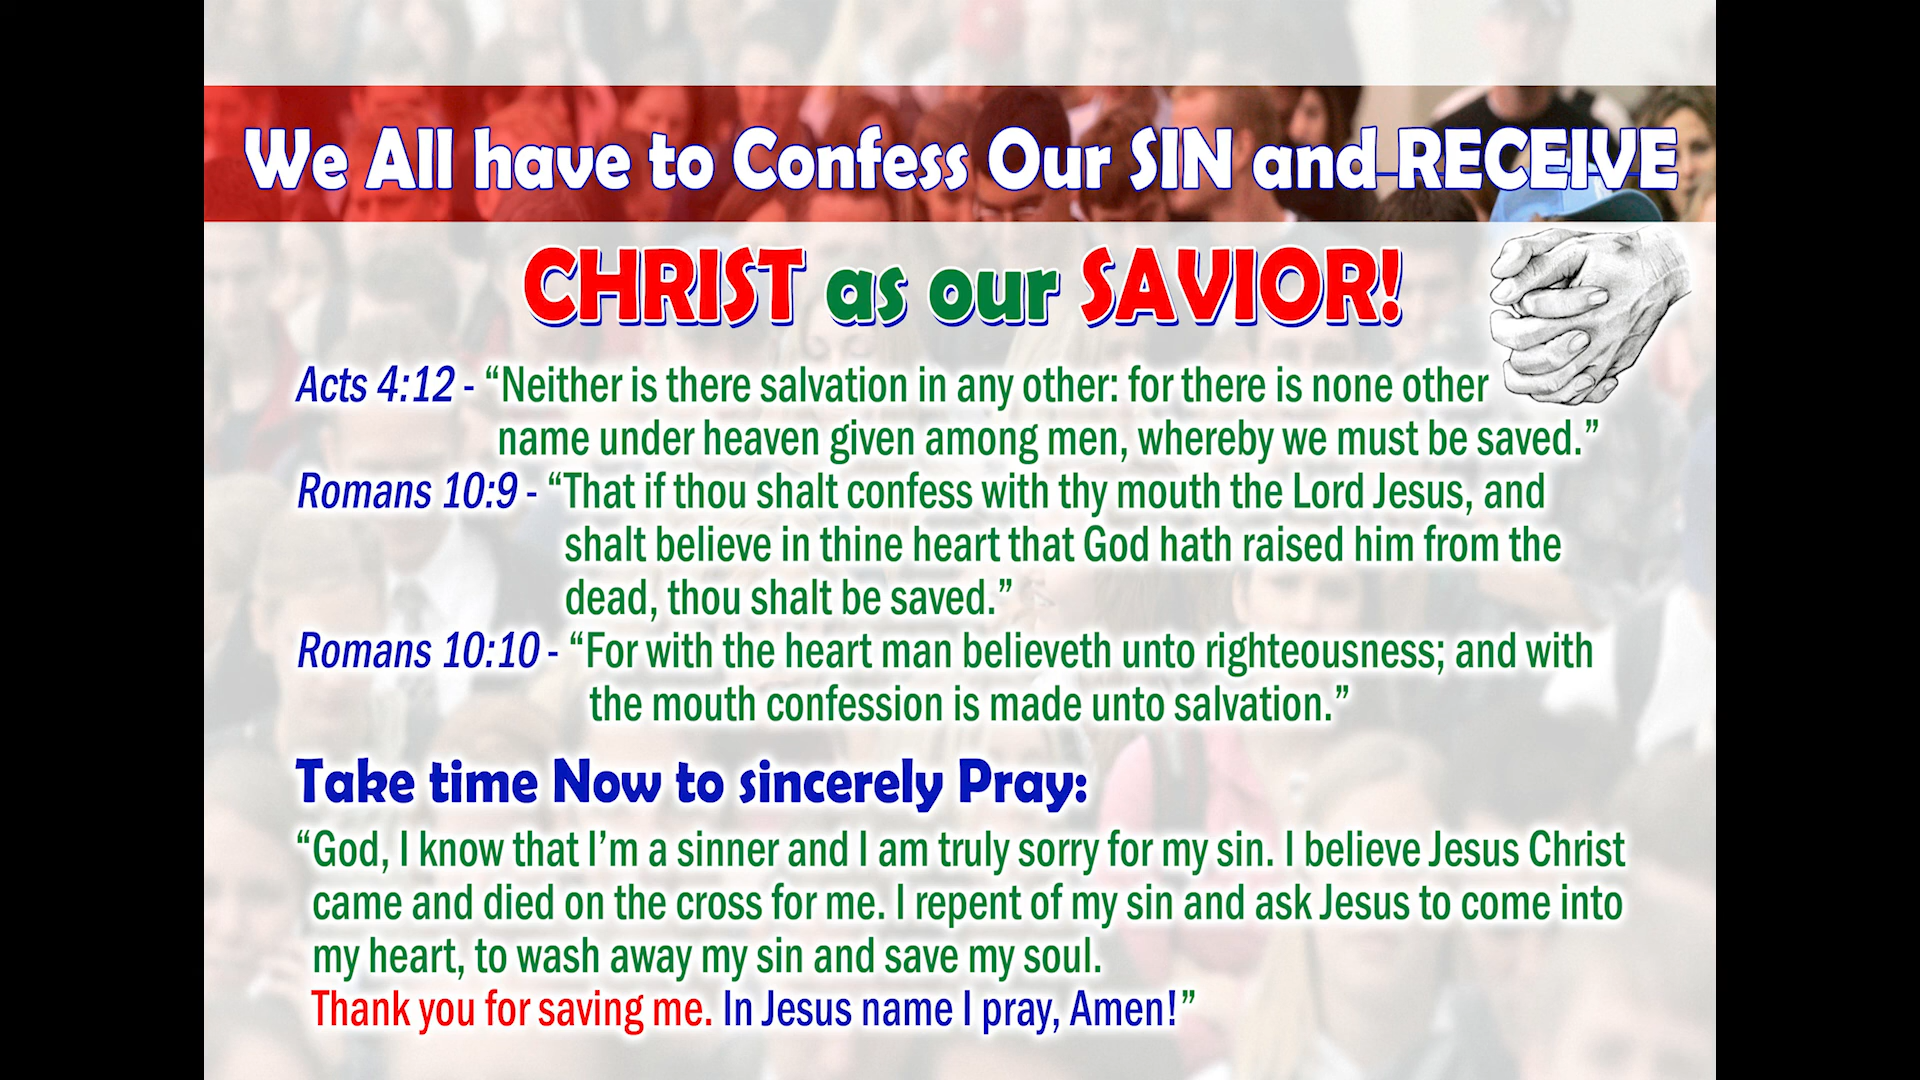 We All have to Confess Our SIN and RECEIVE
CHRIST as our SAVIOR!
Acts 4:12 - “Neither is there salvation in any other: for there is none other
name under heaven given among men, whereby we must be saved.”
Romans 10:9 - “That if thou shalt confess with thy mouth the Lord Jesus, and
shalt believe in thine heart that God hath raised him from the
dead, thou shalt be saved.”
Romans 10:10 - “For with the heart man believeth unto righteousness; and with
the mouth confession is made unto salvation.”
Take time Now to sincerely Pray:
“God, I know that I’m a sinner and I am truly sorry for my sin. I believe Jesus Christ
came and died on the cross for me. I repent of my sin and ask Jesus to come into
my heart, to wash away my sin and save my soul.
Thank you for saving me. In Jesus name I pray, Amen!”